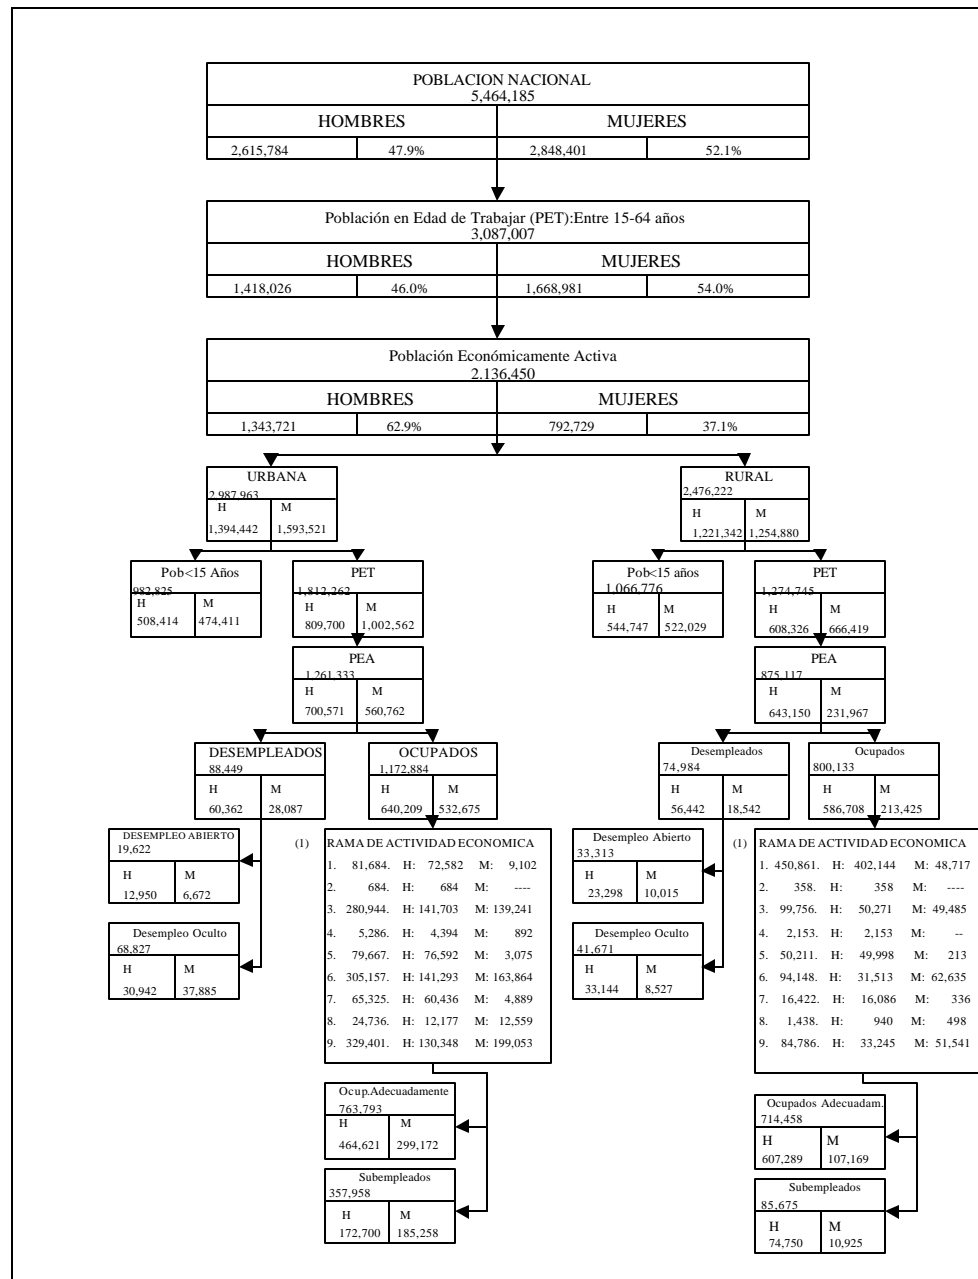 POBLACION NACIONAL
5,464,185
HOMBRES MUJERES
2,615,784 47.9% 2,848,401 52.1%
Población en Edad de Trabajar (PET):Entre 15-64 años
3,087,007
HOMBRES MUJERES
1,418,026 46.0% 1,668,981 54.0%
Población Económicamente Activa
2.136,450
HOMBRES MUJERES
1,343,721 62.9% 792,729 37.1%
URBANA
2,987,963
H M
1,394,442 1,593,521
RURAL
2,476,222
H M
1,221,342 1,254,880
Pob<15 Años
982,825
H M
508,414 474,411
PET
1,812,262
H M
809,700 1,002,562
Pob<15 años
1,066,776
H M
544,747 522,029
PET
1,274,745
H M
608,326 666,419
PEA
1,261,333
H M
700,571 560,762
PEA
875,117
H M
643,150 231,967
DESEMPLEADOS
88,449
H M
60,362 28,087
OCUPADOS
1,172,884
H M
640,209 532,675
Desempleados
74,984
H M
56,442 18,542
Ocupados
800,133
H M
586,708 213,425
DESEMPLEO ABIERTO
19,622
H M
12,950 6,672
Desempleo Oculto
68,827
H M
30,942 37,885
(1) RAMA DE ACTIVIDAD ECONOMICA
1. 81,684. H: 72,582 M: 9,102
2. 684. H: 684 M: ----
3. 280,944. H: 141,703 M: 139,241
4. 5,286. H: 4,394 M: 892
5. 79,667. H: 76,592 M: 3,075
6. 305,157. H: 141,293 M: 163,864
7. 65,325. H: 60,436 M: 4,889
8. 24,736. H: 12,177 M: 12,559
9. 329,401. H: 130,348 M: 199,053
Desempleo Abierto
33,313
H M
23,298 10,015
Desempleo Oculto
41,671
H M
33,144 8,527
(1) RAMA DE ACTIVIDAD ECONOMICA
1. 450,861. H: 402,144 M: 48,717
2. 358. H: 358 M: ----
3. 99,756. H: 50,271 M: 49,485
4. 2,153. H: 2,153 M: --
5. 50,211. H: 49,998 M: 213
6. 94,148. H: 31,513 M: 62,635
7. 16,422. H: 16,086 M: 336
8. 1,438. H: 940 M: 498
9. 84,786. H: 33,245 M: 51,541
Ocup.Adecuadamente
763,793
H M
464,621 299,172
Subempleados
357,958
H M
172,700 185,258
Ocupados Adecuadam.
714,458
H M
607,289 107,169
Subempleados
85,675
H M
74,750 10,925